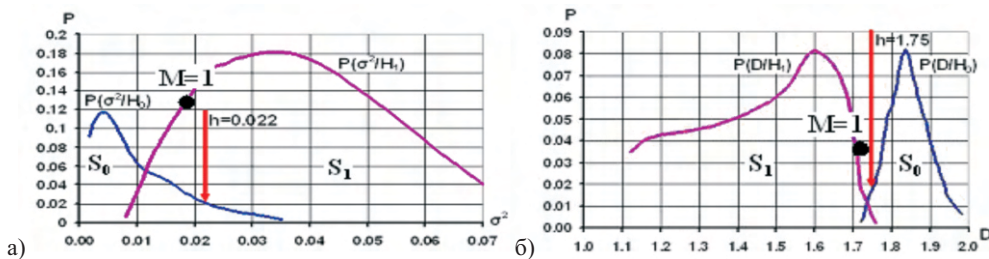 P
0.2
0.18
0.16
0.14
0.12
0.1
0.08
0.06
0.04
0.02
0
M=1
P(σ²/H₁)
P(σ²/H₀)
h=0.022
S₀
S₁
0.00 0.01 0.02 0.03 0.04 0.05 0.06 0.07
σ²
а)
P
0.09
0.08
0.07
0.06
0.05
0.04
0.03
0.02
0.01
0.00
h=1.75
P(D/H₁)
P(D/H₀)
M=1
S₁
S₀
1.0 1.1 1.2 1.3 1.4 1.5 1.6 1.7 1.8 1.9 2.0
D
б)